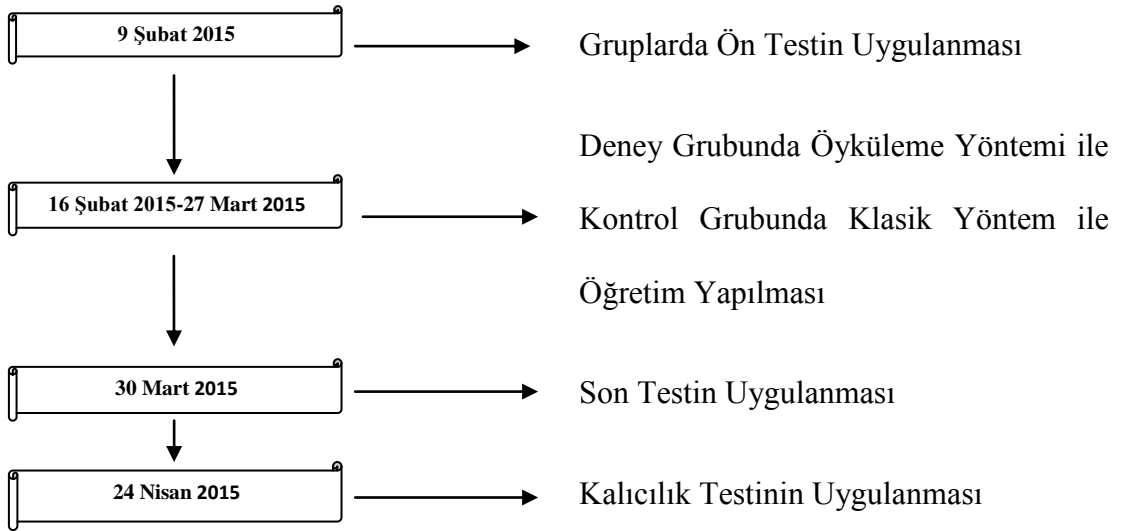 9 Şubat 2015
Gruplarda Ön Testin Uygulanması
16 Şubat 2015-27 Mart 2015
Deney Grubunda Öyküleme Yöntemi ile
Kontrol Grubunda Klasik Yöntem ile
Öğretim Yapılması
30 Mart 2015
Son Testin Uygulanması
24 Nisan 2015
Kalıcılık Testinin Uygulanması